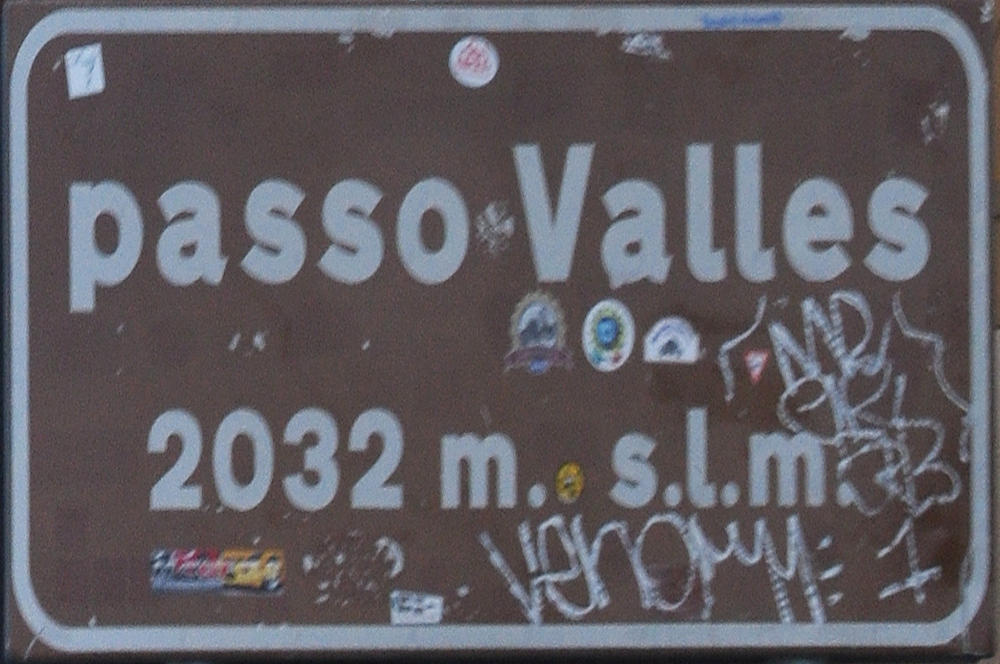 passo Valles
2032 m. s.l.m.